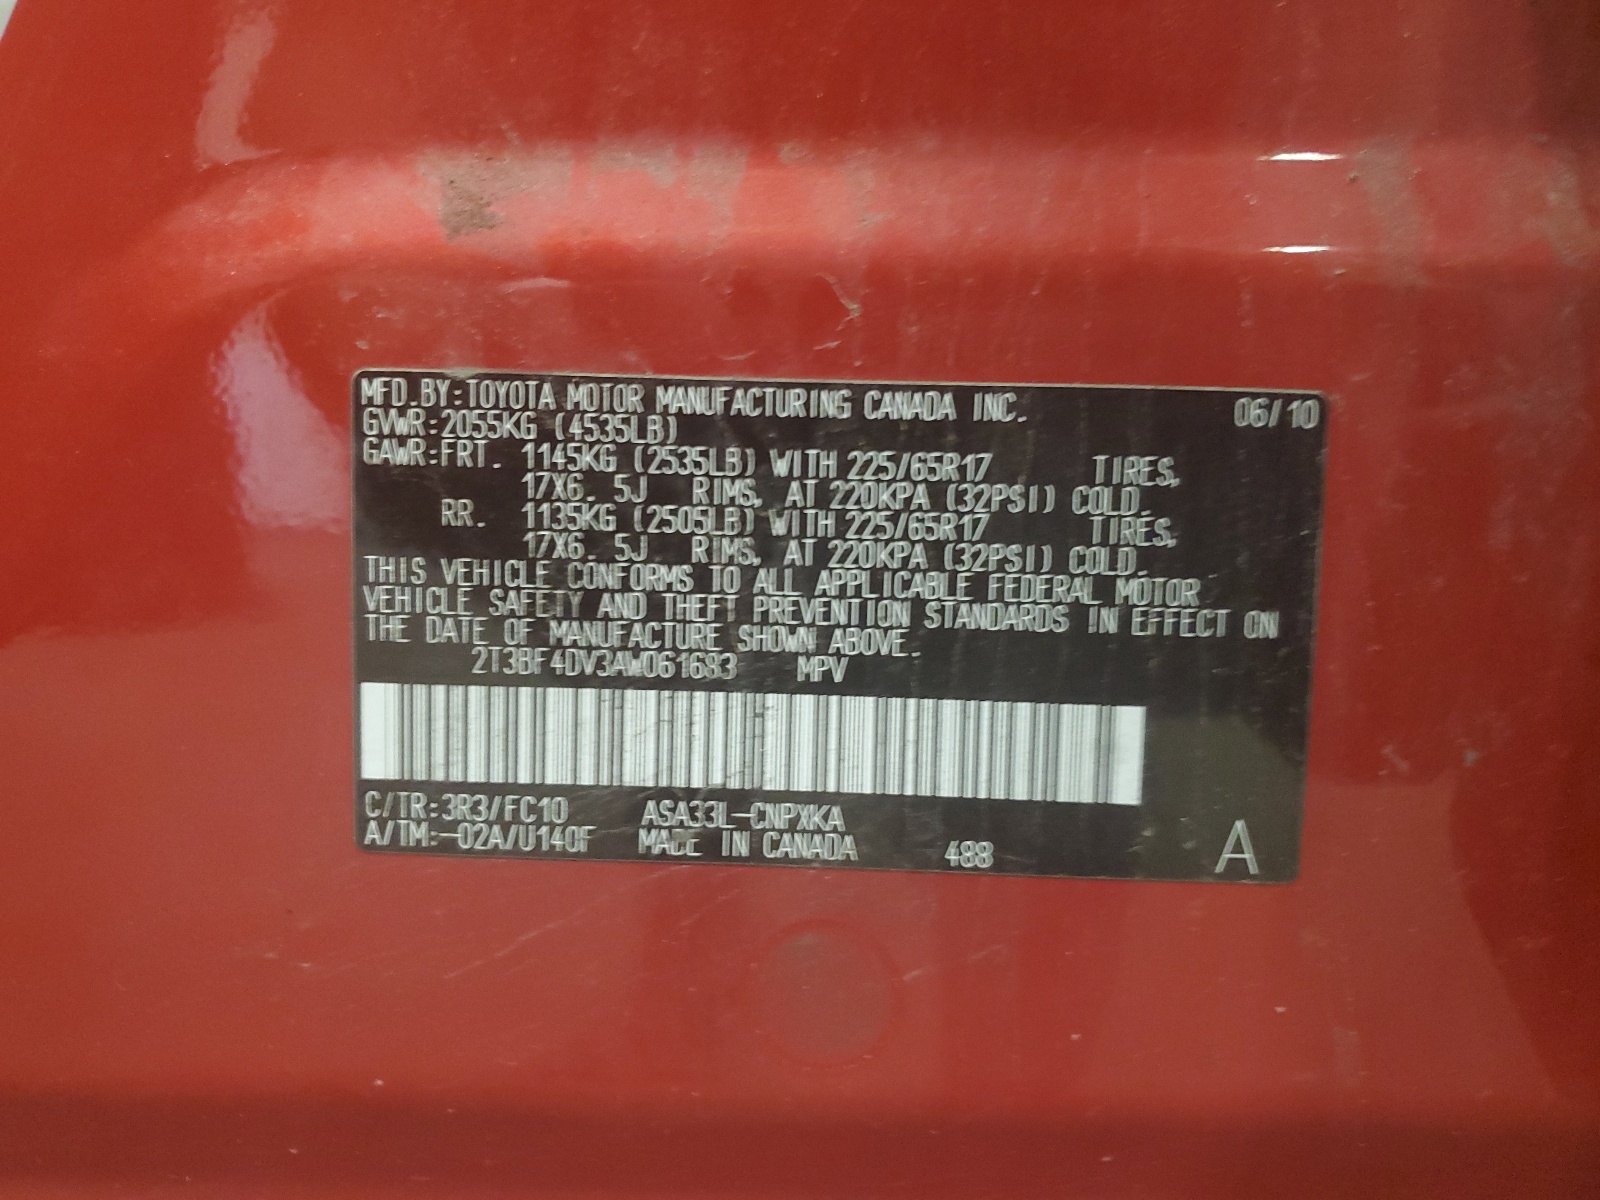 MFD.BY:TOYOTA MOTOR MANUFACTURING CANADA INC. 06/10
GVWR:2055KG (4535LB)
GAWR:FRT. 1145KG (2535LB) WITH 225/65R17 TIRES,
17X6.5J RIMS, AT 220KPA (32PSI) COLD.
RR. 1135KG (2505LB) WITH 225/65R17 TIRES,
17X6.5J RIMS, AT 220KPA (32PSI) COLD.
THIS VEHICLE CONFORMS TO ALL APPLICABLE FEDERAL MOTOR
VEHICLE SAFETY AND THEFT PREVENTION STANDARDS IN EFFECT ON
THE DATE OF MANUFACTURE SHOWN ABOVE.
2T3BF4DV3AW061683 MPV
C/TR:3R3/FC10 ASA33L-CNPXKA
A/TM:-02A/U140F MADE IN CANADA 488 A